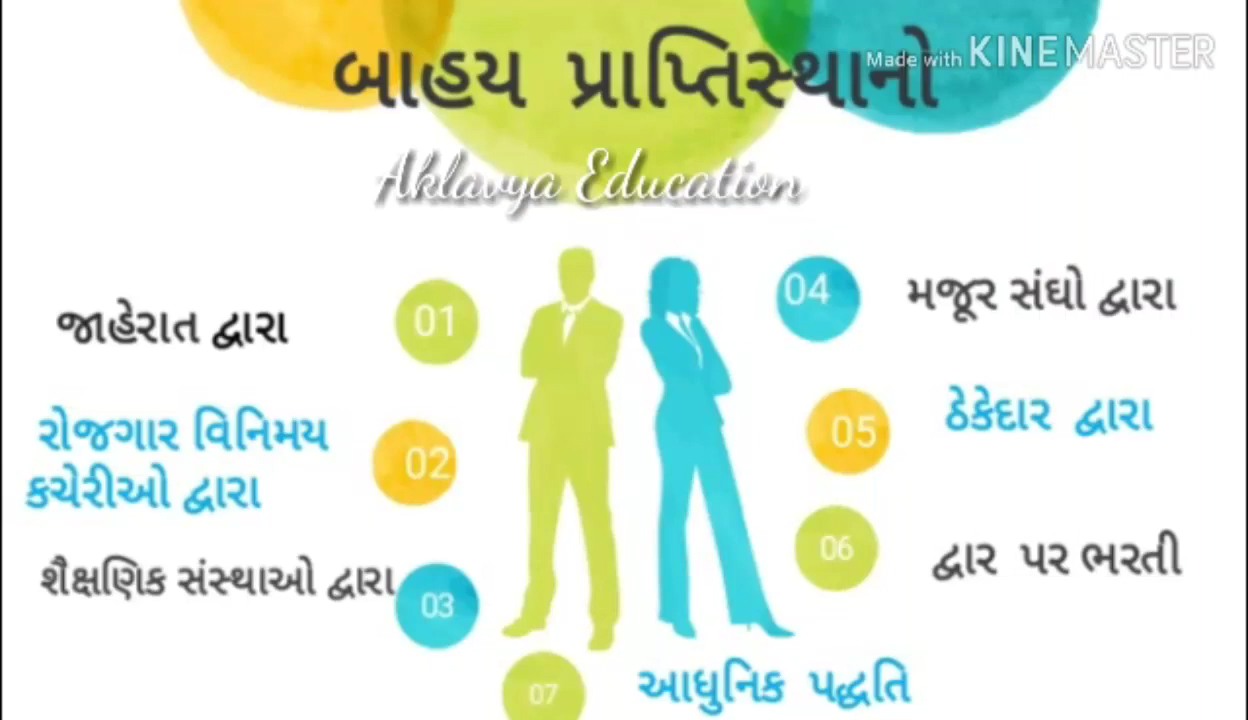 બાહય પ્રાપ્તિસ્થાનો
Made with KINEMASTER
Aklavya Education
જાહેરાત દ્વારા
01
રોજગાર વિનિમય
કચેરીઓ દ્વારા
02
શૈક્ષણિક સંસ્થાઓ દ્વારા
03
04
મજૂર સંઘો દ્વારા
05
ઠેકેદાર દ્વારા
06
દ્વાર પર ભરતી
07
આધુનિક પદ્ધતિ